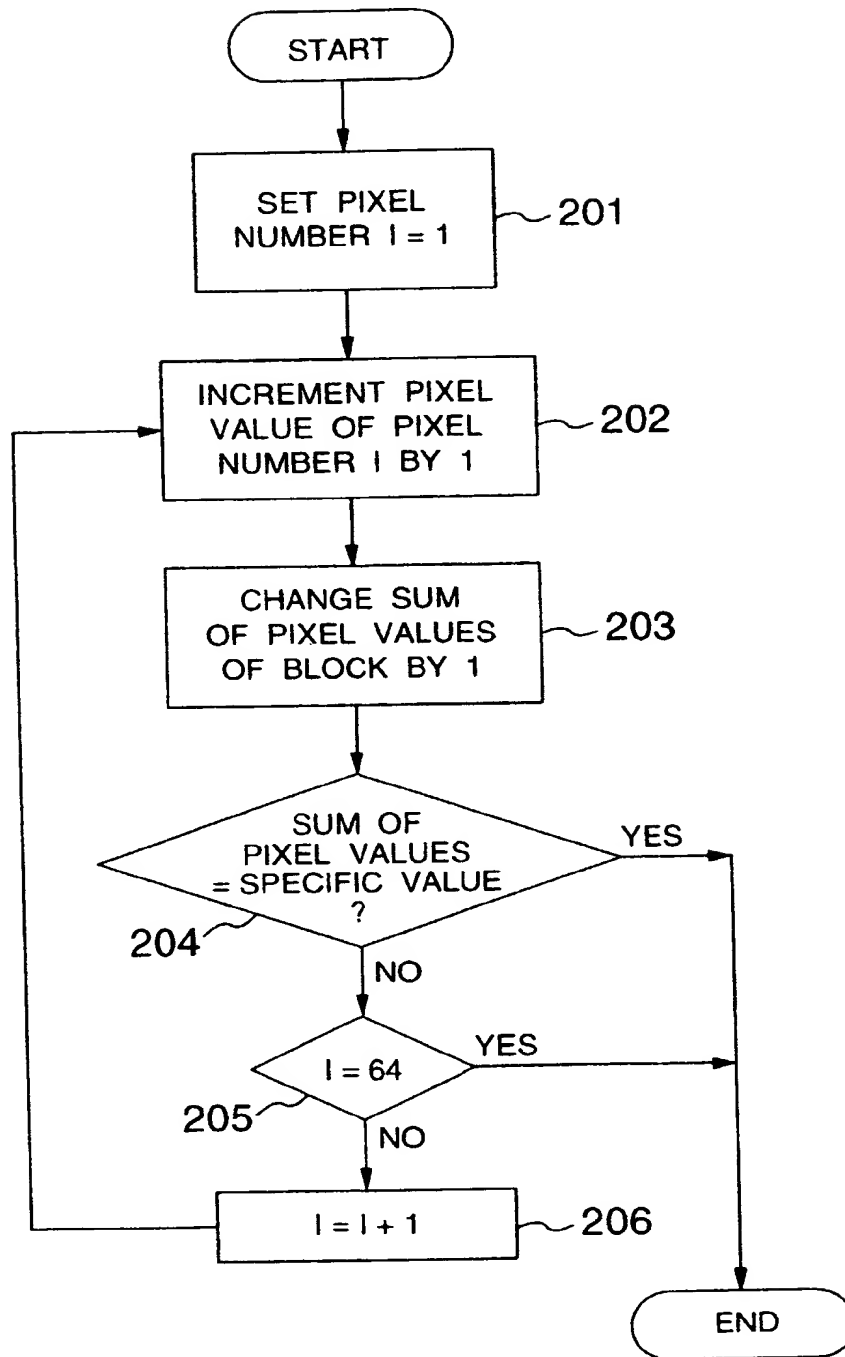 START
SET PIXEL
NUMBER I = 1
201
INCREMENT PIXEL
VALUE OF PIXEL
NUMBER I BY 1
202
CHANGE SUM
OF PIXEL VALUES
OF BLOCK BY 1
203
SUM OF
PIXEL VALUES
= SPECIFIC VALUE
?
YES
204
NO
I = 64
YES
205
NO
I = I + 1
206
END